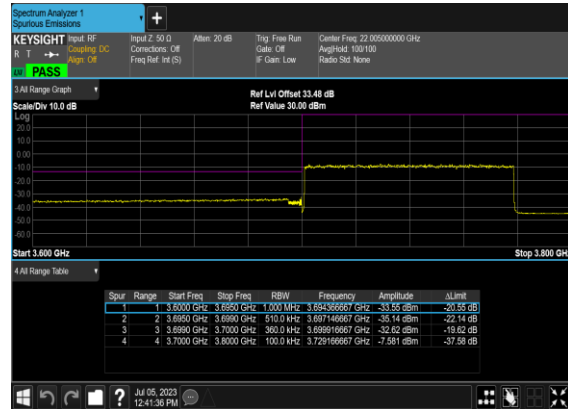 Spectrum Analyzer 1
Spurious Emissions
+
KEYSIGHT Input: RF Input Z: 50 Ω Atten: 20 dB Trig: Free Run Center Freq: 22.005000000 GHz
R T Coupling: DC Corrections: Off Gate: Off Avg|Hold: 100/100
Align: Off Freq Ref: Int (S) IF Gain: Low Radio Std: None
PASS
3 All Range Graph
Ref Lvl Offset 33.48 dB
Scale/Div 10.0 dB Ref Value 30.00 dBm
Log
20.0
10.0
0.00
-10.0
-20.0
-30.0
-40.0
-50.0
-60.0
Start 3.600 GHz Stop 3.800 GHz
4 All Range Table
Spur Range Start Freq Stop Freq RBW Frequency Amplitude ΔLimit
1 1 3.6000 GHz 3.6950 GHz 1.000 MHz 3.694366667 GHz -33.55 dBm -20.55 dB
2 2 3.6950 GHz 3.6990 GHz 510.0 kHz 3.697146667 GHz -35.14 dBm -22.14 dB
3 3 3.6990 GHz 3.7000 GHz 360.0 kHz 3.699916667 GHz -32.62 dBm -19.62 dB
4 4 3.7000 GHz 3.8000 GHz 100.0 kHz 3.729166667 GHz -7.581 dBm -37.58 dB
? Jul 05, 2023
12:41:36 PM